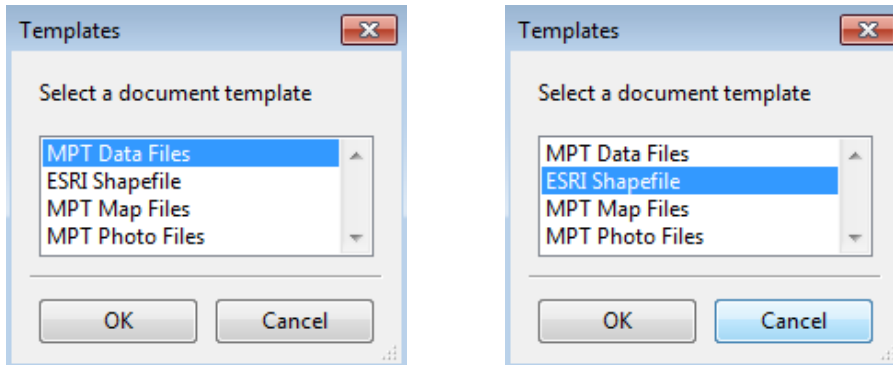 Templates
Select a document template
MPT Data Files
ESRI Shapefile
MPT Map Files
MPT Photo Files
OK Cancel
Templates
Select a document template
MPT Data Files
ESRI Shapefile
MPT Map Files
MPT Photo Files
OK Cancel